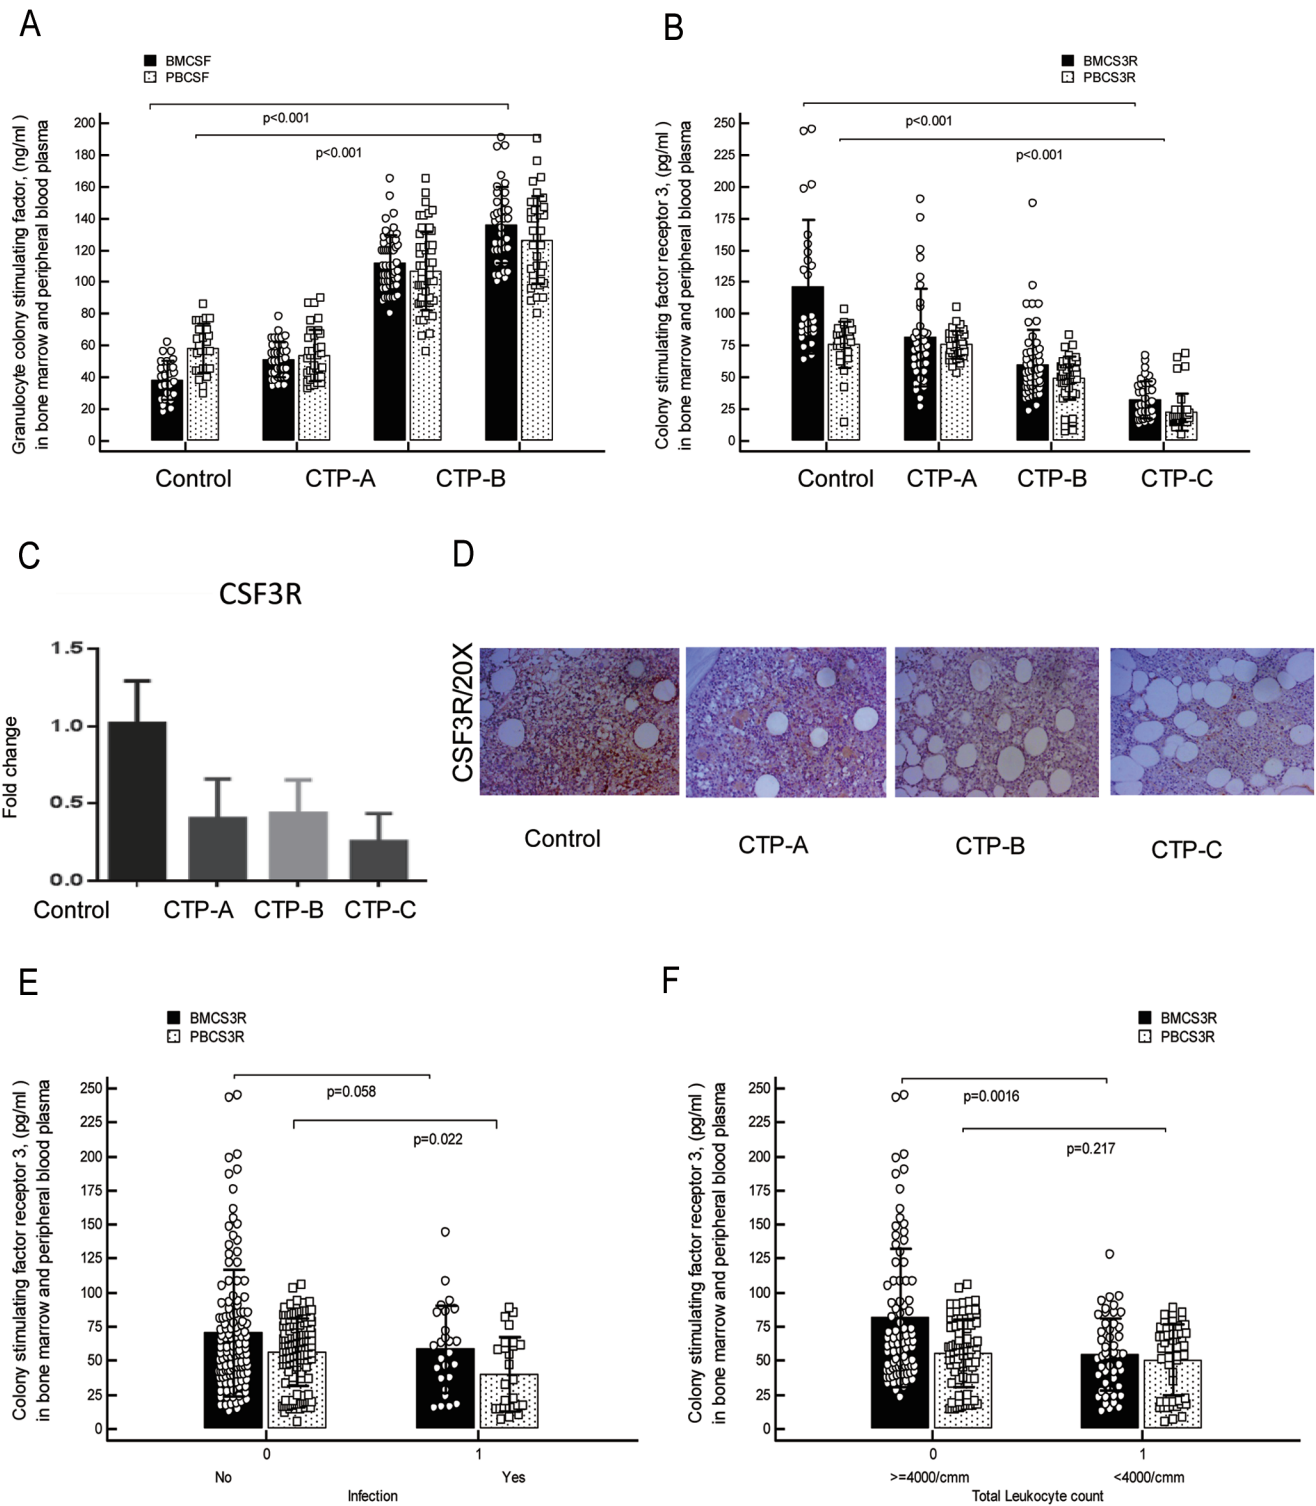 A
BMCSF
PBCSF
p<0.001
p<0.001
Granulocyte colony stimulating factor, (ng/ml )
in bone marrow and peripheral blood plasma
200
180
160
140
120
100
80
60
40
20
0
Control
CTP-A
CTP-B
B
BMCS3R
PBCS3R
p<0.001
p<0.001
Colony stimulating factor receptor 3, (pg/ml )
in bone marrow and peripheral blood plasma
250
225
200
175
150
125
100
75
50
25
0
Control
CTP-A
CTP-B
CTP-C
C
CSF3R
Fold change
1.5
1.0
0.5
0.0
Control
CTP-A
CTP-B
CTP-C
D
CSF3R/20X
Control
CTP-A
CTP-B
CTP-C
E
BMCS3R
PBCS3R
p=0.058
p=0.022
Colony stimulating factor receptor 3, (pg/ml )
in bone marrow and peripheral blood plasma
250
225
200
175
150
125
100
75
50
25
0
0
1
No
Yes
Infection
F
BMCS3R
PBCS3R
p=0.0016
p=0.217
Colony stimulating factor receptor 3, (pg/ml )
in bone marrow and peripheral blood plasma
250
225
200
175
150
125
100
75
50
25
0
0
1
>=4000/cmm
<4000/cmm
Total Leukocyte count